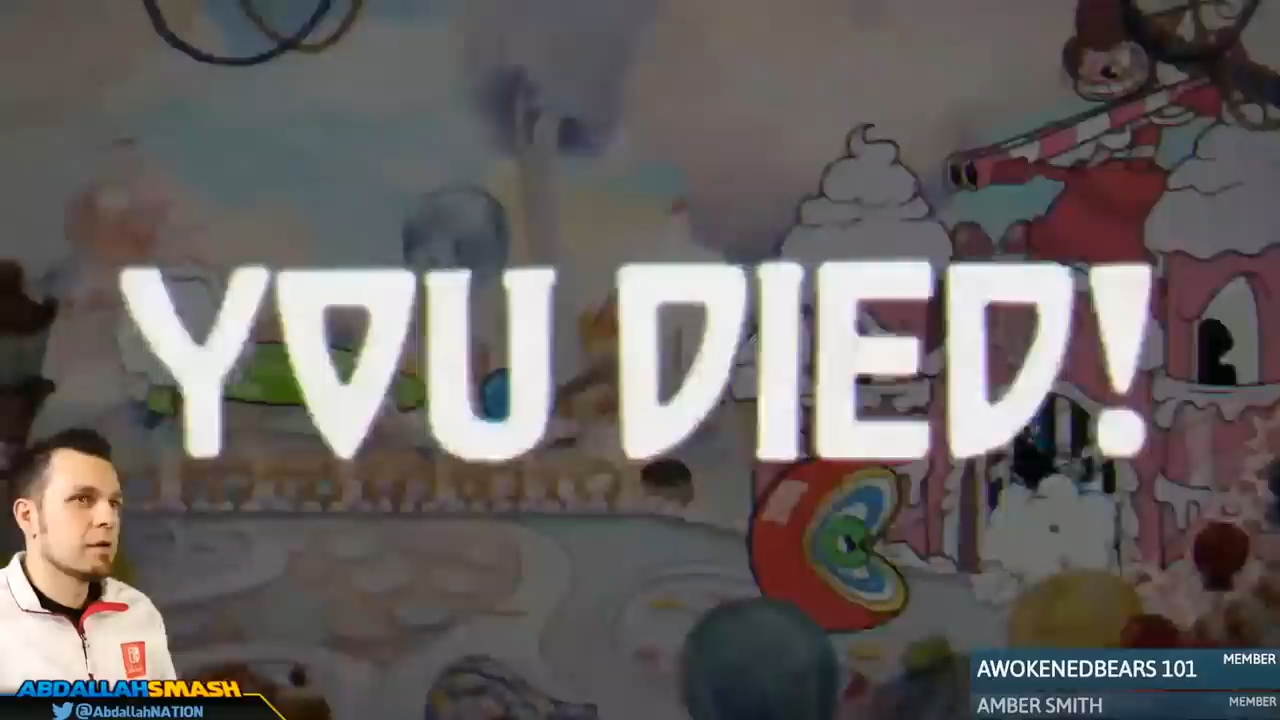 YOU DIED!
ABDALLAHSMASH
@AbdallahNATION
AWOKENEDBEARS 101 MEMBER
AMBER SMITH MEMBER